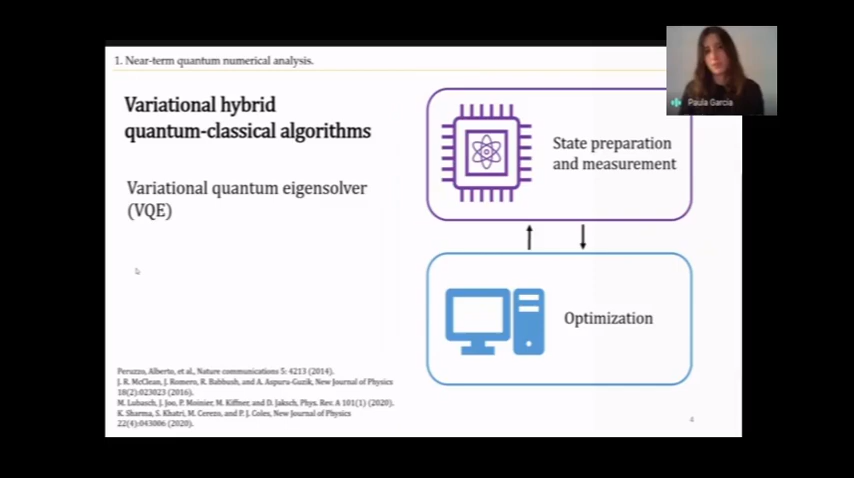 1. Near-term quantum numerical analysis.
Variational hybrid
quantum-classical algorithms
Variational quantum eigensolver
(VQE)
State preparation
and measurement
Optimization
Peruzzo, Alberto, et al., Nature communications 5: 4213 (2014).
J. R. McClean, J. Romero, R. Babbush, and A. Aspuru-Guzik, New Journal of Physics
18(2):023023 (2016).
M. Lubasch, J. Joo, P. Moinier, M. Kiffner, and D. Jaksch, Phys. Rev. A 101(1) (2020).
K. Sharma, S. Khatri, M. Cerezo, and P. J. Coles, New Journal of Physics
22(4):043006 (2020).
4
Paula García